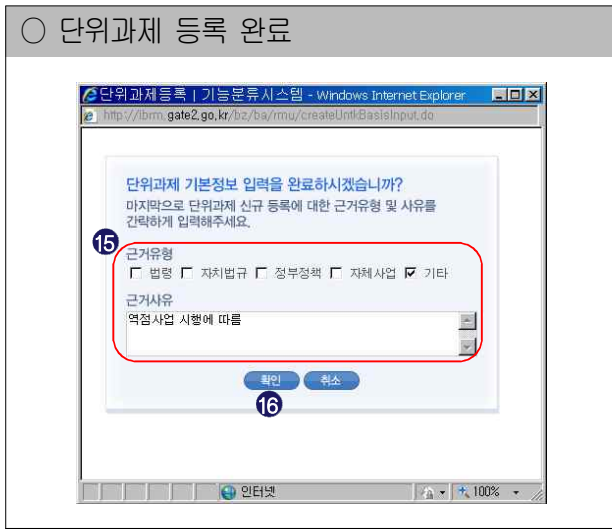 ○ 단위과제 등록 완료
단위과제등록 | 기능분류시스템 - Windows Internet Explorer
http://lbrm.gate2.go.kr/bz/ba/rmu/createUntkBasisInput.do
단위과제 기본정보 입력을 완료하시겠습니까?
마지막으로 단위과제 신규 등록에 대한 근거유형 및 사유를
간략하게 입력해주세요.
⑮
근거유형
법령 자치법규 정부정책 자체사업 기타
근거사유
역점사업 시행에 따름
확인 취소
⑯
인터넷 100%